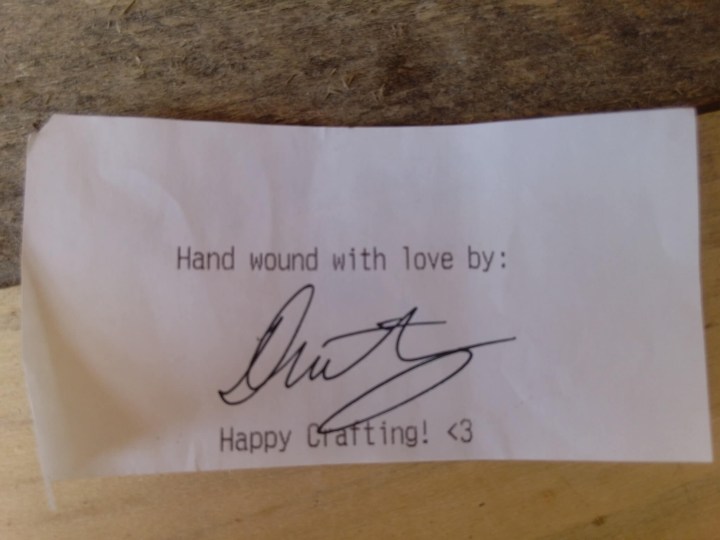 Hand wound with love by:
Happy Crafting! <3